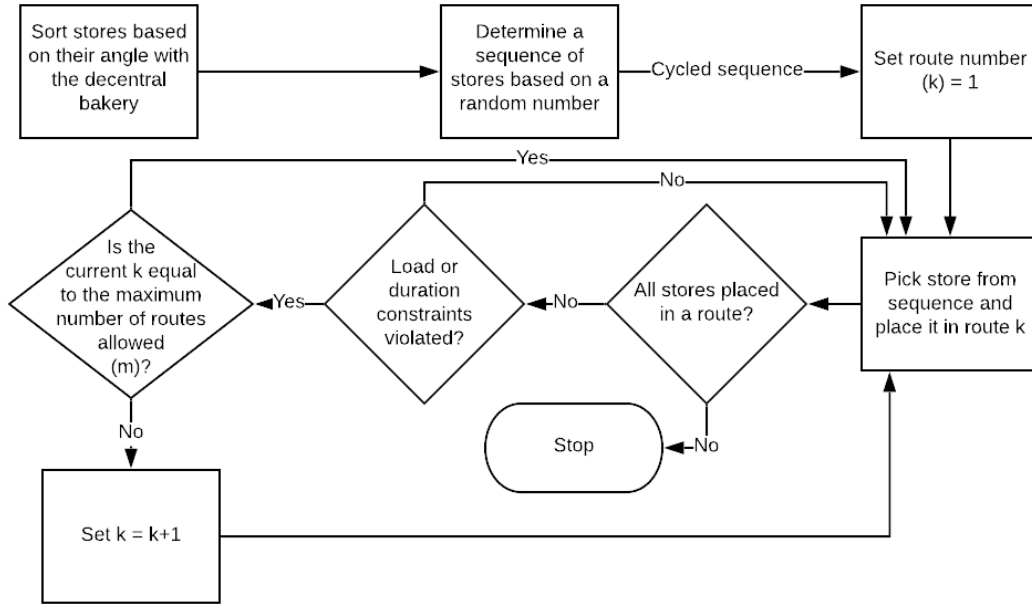 Sort stores based
on their angle with
the decentral
bakery
Determine a
sequence of
stores based on a
random number
Cycled sequence
Set route number
(k) = 1
Yes
No
Is the
current k equal
to the maximum
number of routes
allowed
(m)?
Yes
Load or
duration
constraints
violated?
No
All stores placed
in a route?
Pick store from
sequence and
place it in route k
No
Stop
No
Set k = k+1